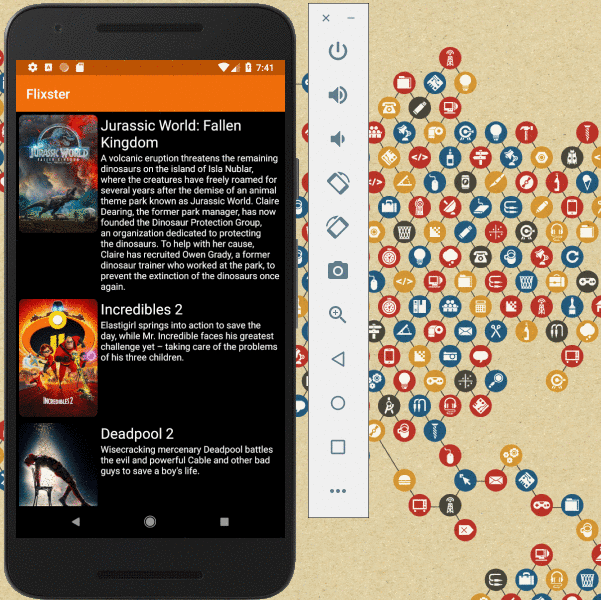 7:41
Flixster
JURASSIC WORLD
FALLEN KINGDOM
Jurassic World: Fallen
Kingdom
A volcanic eruption threatens the remaining
dinosaurs on the island of Isla Nublar,
where the creatures have freely roamed for
several years after the demise of an animal
theme park known as Jurassic World. Claire
Dearing, the former park manager, has now
founded the Dinosaur Protection Group,
an organization dedicated to protecting
the dinosaurs. To help with her cause,
Claire has recruited Owen Grady, a former
dinosaur trainer who worked at the park, to
prevent the extinction of the dinosaurs once
again.
INCREDIBLES 2
Incredibles 2
Elastigirl springs into action to save the
day, while Mr. Incredible faces his greatest
challenge yet – taking care of the problems
of his three children.
Deadpool 2
Wisecracking mercenary Deadpool battles
the evil and powerful Cable and other bad
guys to save a boy's life.